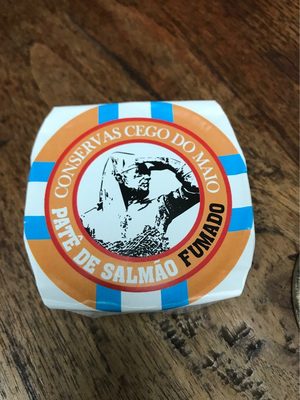 CONSERVAS CEGO DO MAIO
PATÊ DE SALMÃO FUMADO